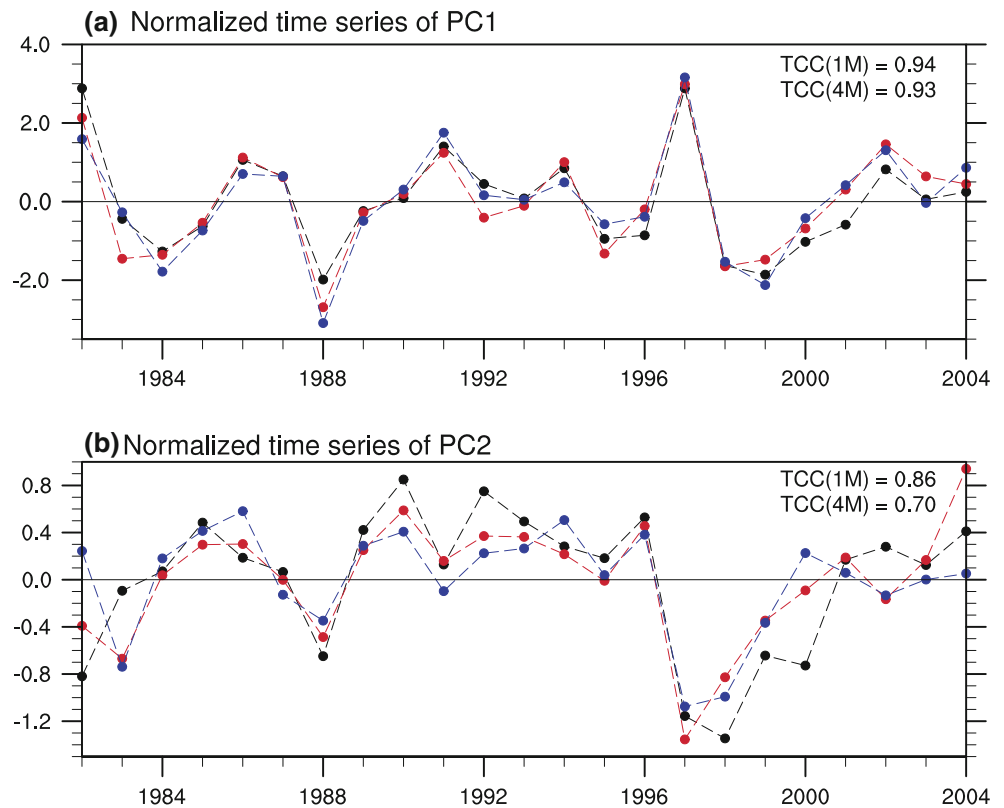 (a) Normalized time series of PC1
4.0
TCC(1M) = 0.94
TCC(4M) = 0.93
2.0
0.0
-2.0
1984 1988 1992 1996 2000 2004
(b) Normalized time series of PC2
TCC(1M) = 0.86
0.8
TCC(4M) = 0.70
0.4
0.0
-0.4
-0.8
-1.2
1984 1988 1992 1996 2000 2004